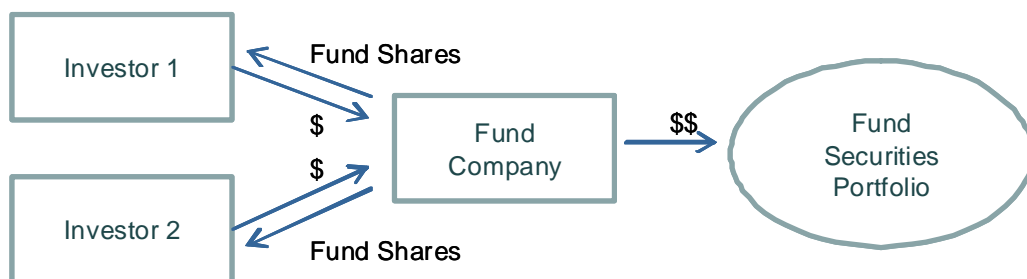 Investor 1
Fund Shares
$
Fund
Company
$$
Fund
Securities
Portfolio
$
Investor 2
Fund Shares